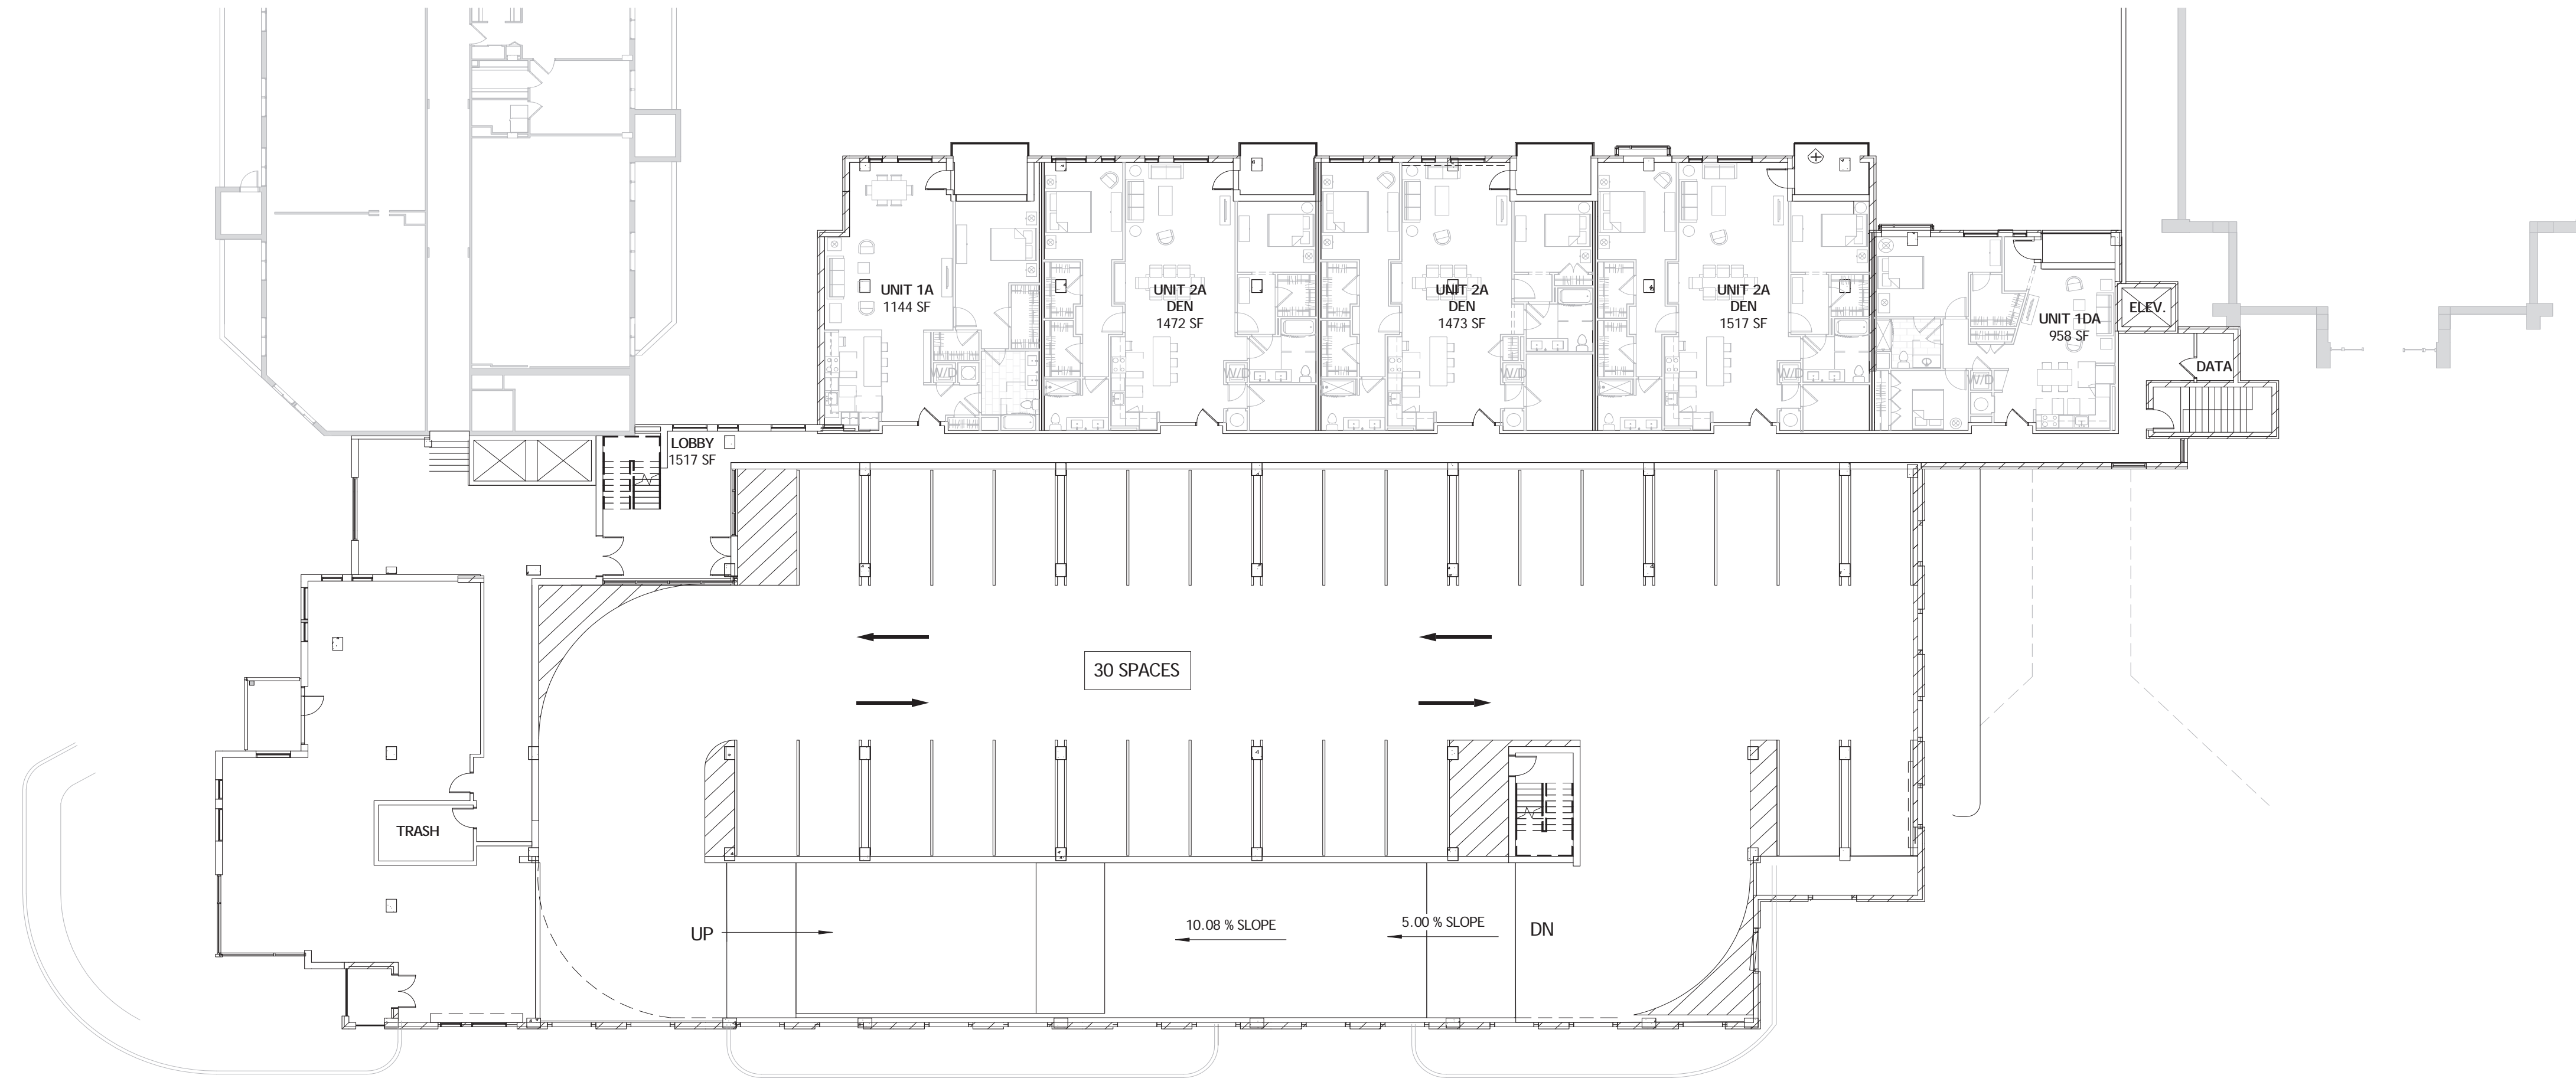 UNIT 1A
1144 SF
UNIT 2A
DEN
1472 SF
UNIT 2A
DEN
1473 SF
UNIT 2A
DEN
1517 SF
UNIT 1DA
958 SF
ELEV.
DATA
W/D
W/D
W/D
W/D
W/D
LOBBY
1517 SF
30 SPACES
TRASH
UP
10.08 % SLOPE
5.00 % SLOPE
DN